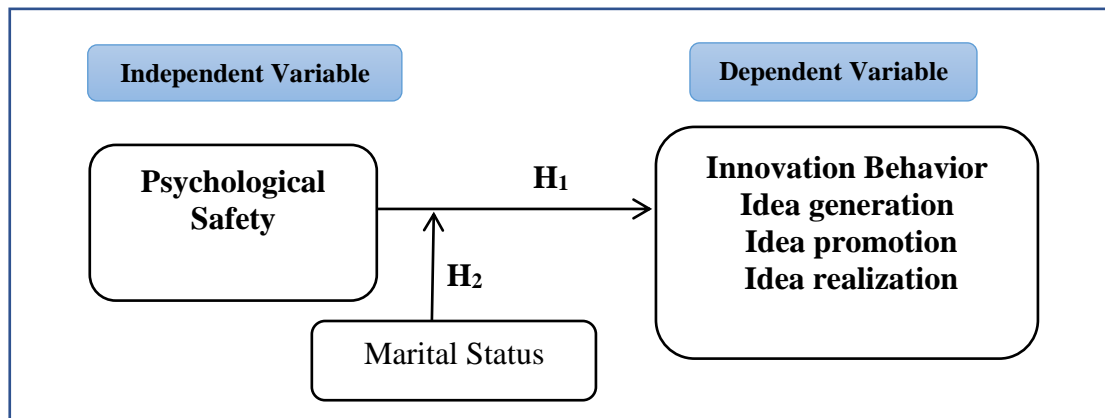 Independent Variable
Dependent Variable
Psychological
Safety
H₁
Innovation Behavior
Idea generation
Idea promotion
Idea realization
H₂
Marital Status